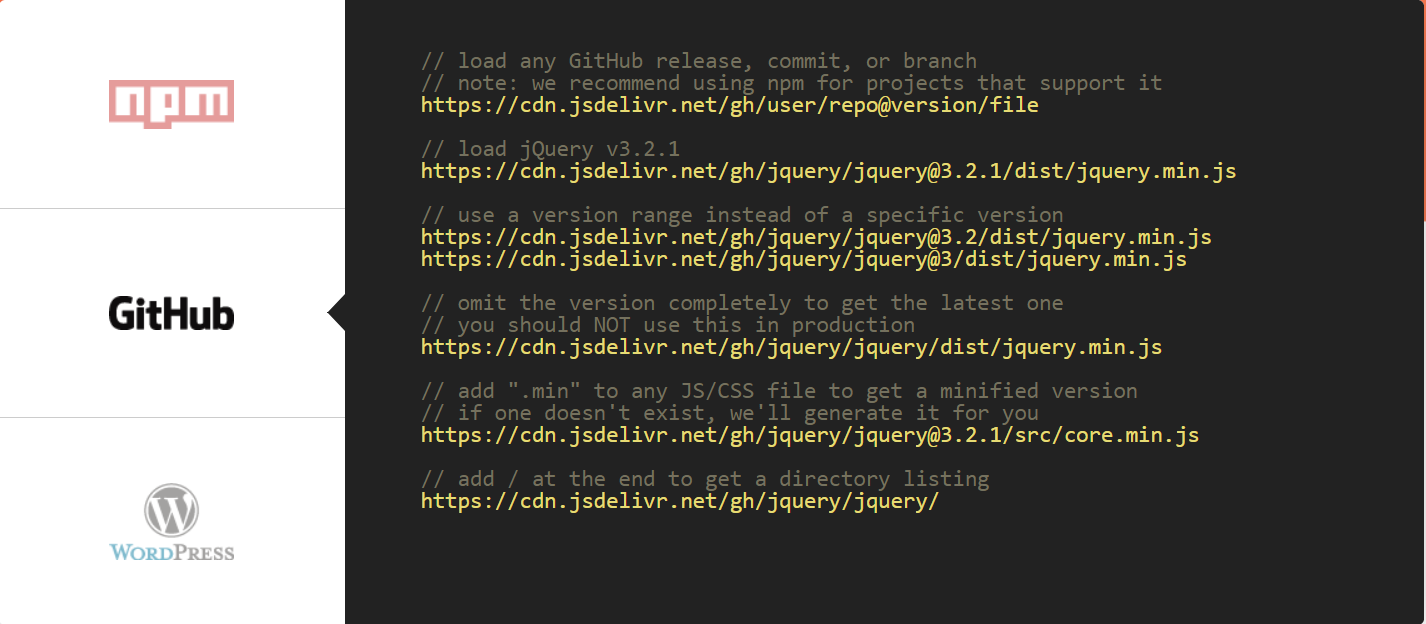 npm
GitHub
WORDPRESS
// load any GitHub release, commit, or branch
// note: we recommend using npm for projects that support it
https://cdn.jsdelivr.net/gh/user/repo@version/file
// load jQuery v3.2.1
https://cdn.jsdelivr.net/gh/jquery/jquery@3.2.1/dist/jquery.min.js
// use a version range instead of a specific version
https://cdn.jsdelivr.net/gh/jquery/jquery@3.2/dist/jquery.min.js
https://cdn.jsdelivr.net/gh/jquery/jquery@3/dist/jquery.min.js
// omit the version completely to get the latest one
// you should NOT use this in production
https://cdn.jsdelivr.net/gh/jquery/jquery/dist/jquery.min.js
// add ".min" to any JS/CSS file to get a minified version
// if one doesn't exist, we'll generate it for you
https://cdn.jsdelivr.net/gh/jquery/jquery@3.2.1/src/core.min.js
// add / at the end to get a directory listing
https://cdn.jsdelivr.net/gh/jquery/jquery/